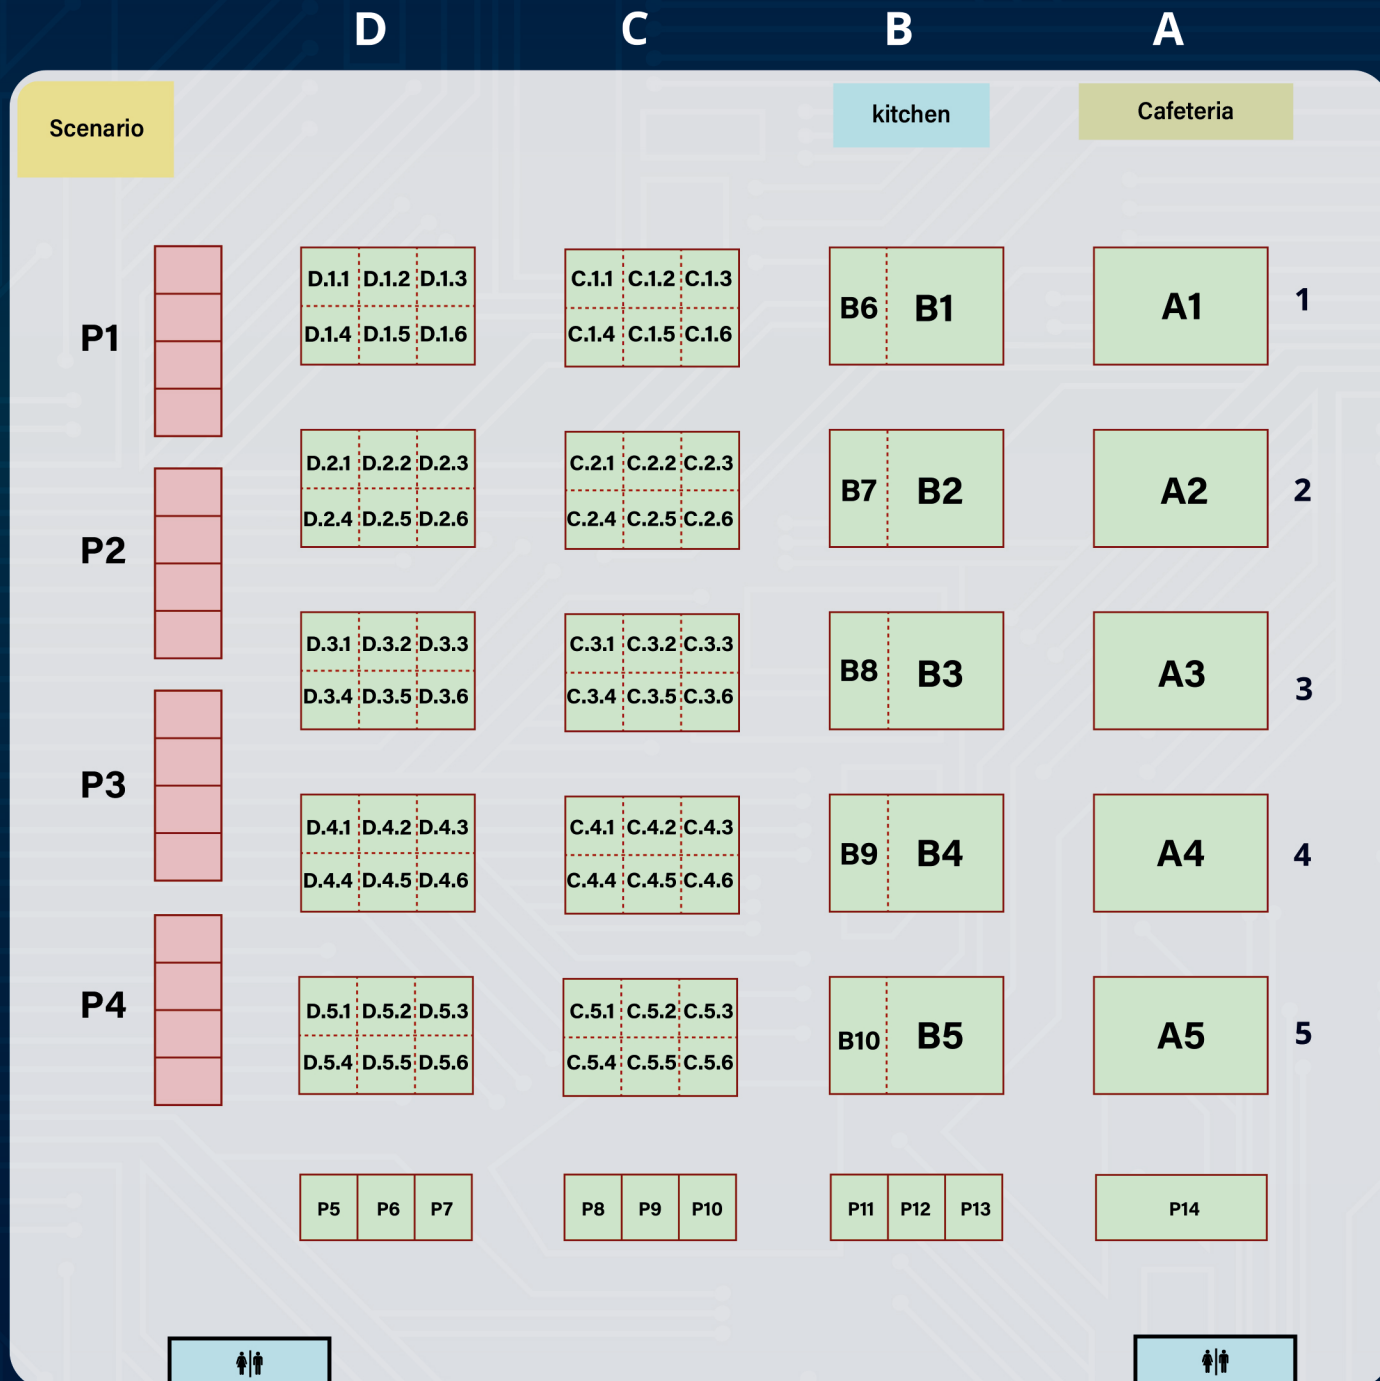 D C B A
Scenario
kitchen
Cafeteria
P1
P2
P3
P4
D.1.1 D.1.2 D.1.3
D.1.4 D.1.5 D.1.6
C.1.1 C.1.2 C.1.3
C.1.4 C.1.5 C.1.6
B6 B1
A1
1
D.2.1 D.2.2 D.2.3
D.2.4 D.2.5 D.2.6
C.2.1 C.2.2 C.2.3
C.2.4 C.2.5 C.2.6
B7 B2
A2
2
D.3.1 D.3.2 D.3.3
D.3.4 D.3.5 D.3.6
C.3.1 C.3.2 C.3.3
C.3.4 C.3.5 C.3.6
B8 B3
A3
3
D.4.1 D.4.2 D.4.3
D.4.4 D.4.5 D.4.6
C.4.1 C.4.2 C.4.3
C.4.4 C.4.5 C.4.6
B9 B4
A4
4
D.5.1 D.5.2 D.5.3
D.5.4 D.5.5 D.5.6
C.5.1 C.5.2 C.5.3
C.5.4 C.5.5 C.5.6
B10 B5
A5
5
P5 P6 P7
P8 P9 P10
P11 P12 P13
P14